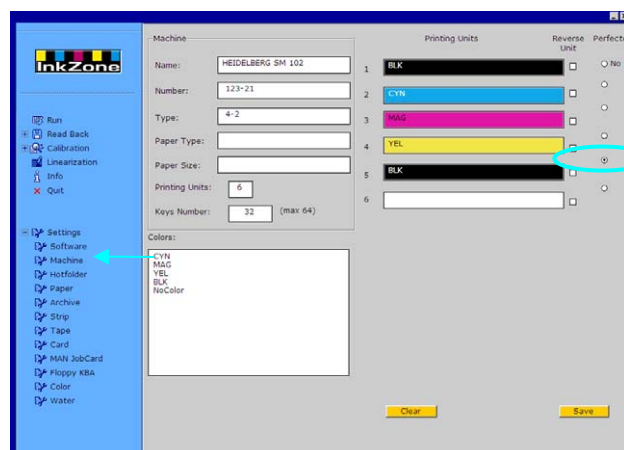 InkZone
Run
Read Back
Calibration
Linearization
Info
Quit
Settings
Software
Machine
Hotfolder
Paper
Archive
Strip
Tape
Card
MAN JobCard
Floppy KBA
Color
Water
Machine
Name: HEIDELBERG SM 102
Number: 123-21
Type: 4-2
Paper Type:
Paper Size:
Printing Units: 6
Keys Number: 32 (max 64)
Colors:
CYN
MAG
YEL
BLK
NoColor
Printing Units
Reverse
Unit
Perfecto
No
1 BLK
2 CYN
3 MAG
4 YEL
5 BLK
6
Clear
Save